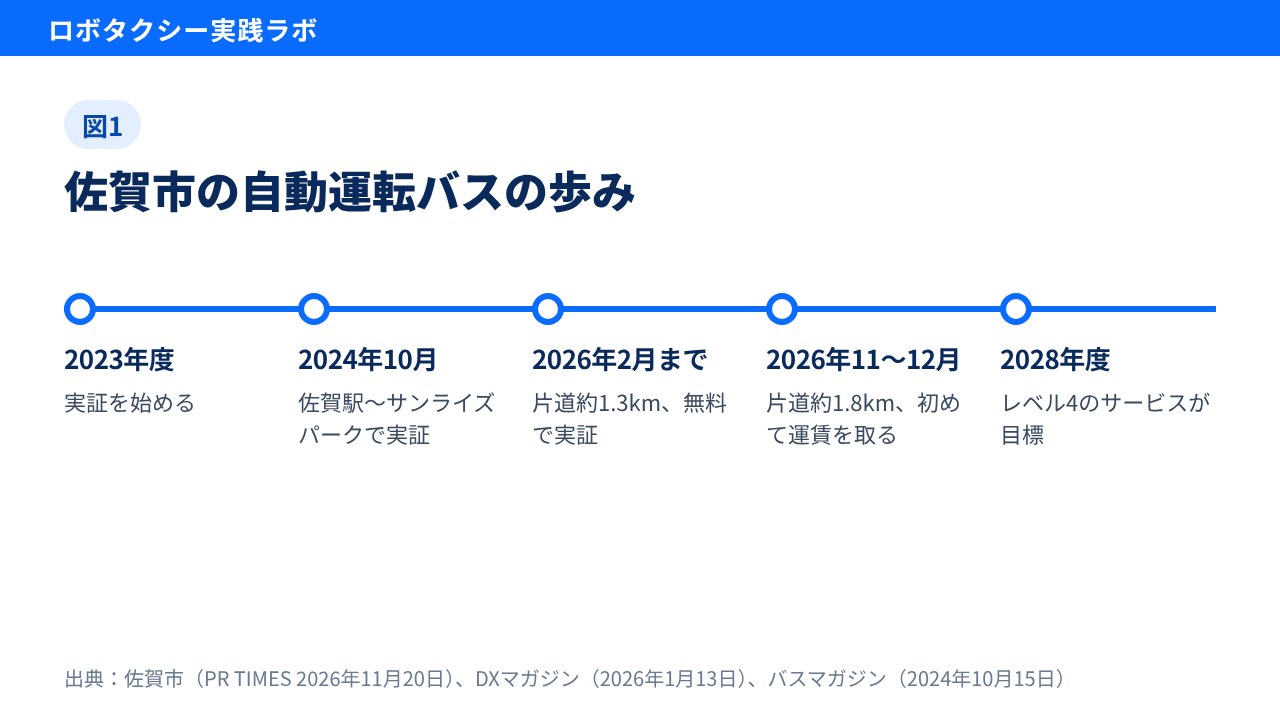 ロボタクシー実践ラボ
図1
佐賀市の自動運転バスの歩み
2023年度
実証を始める
2024年10月
佐賀駅〜サンライズ
パークで実証
2026年2月まで
片道約1.3km、無料
で実証
2026年11〜12月
片道約1.8km、初め
て運賃を取る
2028年度
レベル4のサービスが
目標
出典：佐賀市（PR TIMES 2026年11月20日）、DXマガジン（2026年1月13日）、バスマガジン（2024年10月15日）